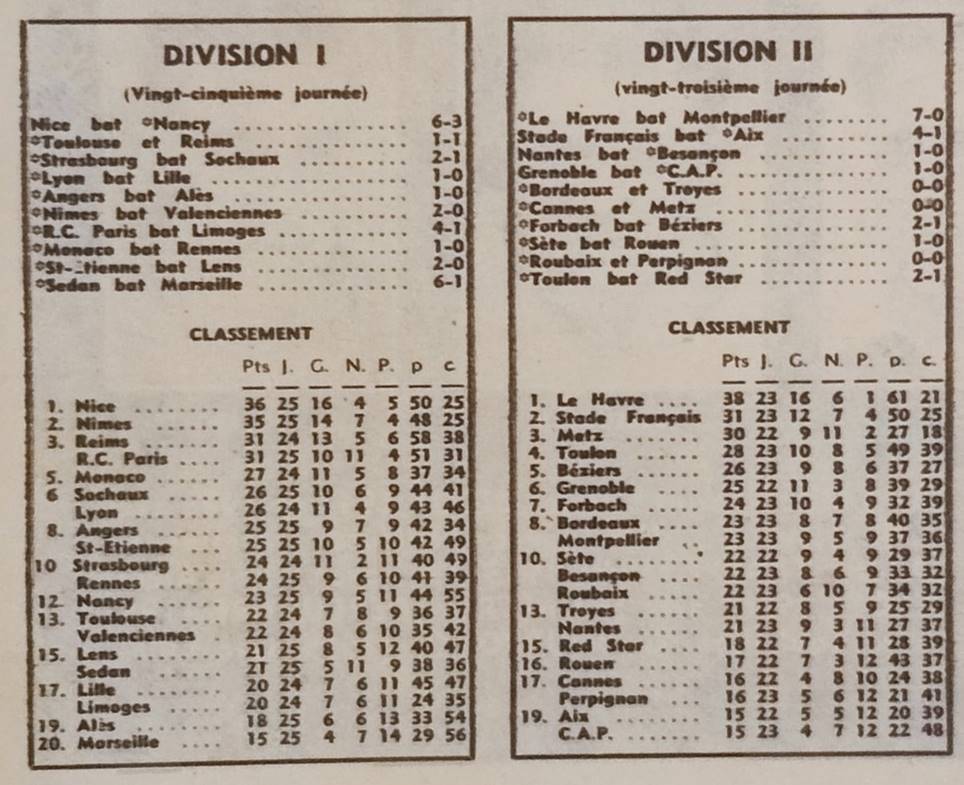 DIVISION I
(Vingt-cinquième journée)
Nice bat *Nancy ................ 6-3
*Toulouse et Reims ................ 1-1
*Strasbourg bat Sochaux ............ 2-1
*Lyon bat Lille .................. 1-0
*Angers bat Alès ................ 1-0
*Nimes bat Valenciennes ............ 2-0
*R.C. Paris bat Limoges ............ 4-1
*Monaco bat Rennes .............. 1-0
*St-Étienne bat Lens .............. 2-0
*Sedan bat Marseille .............. 6-1
CLASSEMENT
Pts J. G. N. P. p c
1. Nice ........ 36 25 16 4 5 50 25
2. Nimes ........ 35 25 14 7 4 48 25
3. Reims ........ 31 24 13 5 6 58 38
R.C. Paris ..... 31 25 10 11 4 51 31
5. Monaco ....... 27 24 11 5 8 37 34
6 Sochaux ...... 26 25 10 6 9 44 41
Lyon ........ 26 24 11 4 9 43 46
8. Angers ...... 25 25 9 7 9 42 34
St-Etienne .... 25 25 10 5 10 42 49
10 Strasbourg .... 24 24 11 2 11 40 49
Rennes ...... 24 25 9 6 10 41 39
12. Nancy ....... 23 25 9 5 11 44 55
13. Toulouse ..... 22 24 7 8 9 36 37
Valenciennes . 22 24 8 6 10 35 42
15. Lens ........ 21 25 8 5 12 40 47
Sedan ....... 21 25 5 11 9 38 36
17. Lille ........ 20 24 7 6 11 45 47
Limoges ..... 20 24 7 6 11 24 35
19. Alès ........ 18 25 6 6 13 33 54
20. Marseille .... 15 25 4 7 14 29 56
DIVISION II
(vingt-troisième journée)
*Le Havre bat Montpellier ........ 7-0
Stade Français bat *Aix ............ 4-1
Nantes bat *Besançon ............ 1-0
Grenoble bat *C.A.P. .............. 1-0
*Bordeaux et Troyes .............. 0-0
*Cannes et Metz ................ 0-0
*Forbach bat Béziers .............. 2-1
*Sète bat Rouen ................ 1-0
*Roubaix et Perpignan ............ 0-0
*Toulon bat Red Star ............ 2-1
CLASSEMENT
Pts J. G. N. P. p. c.
1. Le Havre .... 38 23 16 6 1 61 21
2. Stade Français 31 23 12 7 4 50 25
3. Metz ....... 30 22 9 11 2 27 18
4. Toulon ...... 28 23 10 8 5 49 39
5. Béziers ...... 26 23 9 8 6 37 27
6. Grenoble .... 25 22 11 3 8 39 29
7. Forbach ..... 24 23 10 4 9 32 39
8. Bordeaux .... 23 23 8 7 8 40 35
Montpellier .. 23 23 9 5 9 37 36
10. Sète ........ 22 22 9 4 9 29 37
Besançon .... 22 23 8 6 9 33 32
Roubaix ..... 22 23 6 10 7 34 32
13. Troyes ...... 21 22 8 5 9 25 29
Nantes ...... 21 23 9 3 11 27 37
15. Red Star .... 18 22 7 4 11 28 39
16. Rouen ...... 17 22 7 3 12 43 37
17. Cannes ...... 16 22 4 8 10 24 38
Perpignan .... 16 23 5 6 12 21 41
19. Aix ........ 15 22 5 5 12 20 39
C.A.P. ........ 15 23 4 7 12 22 48